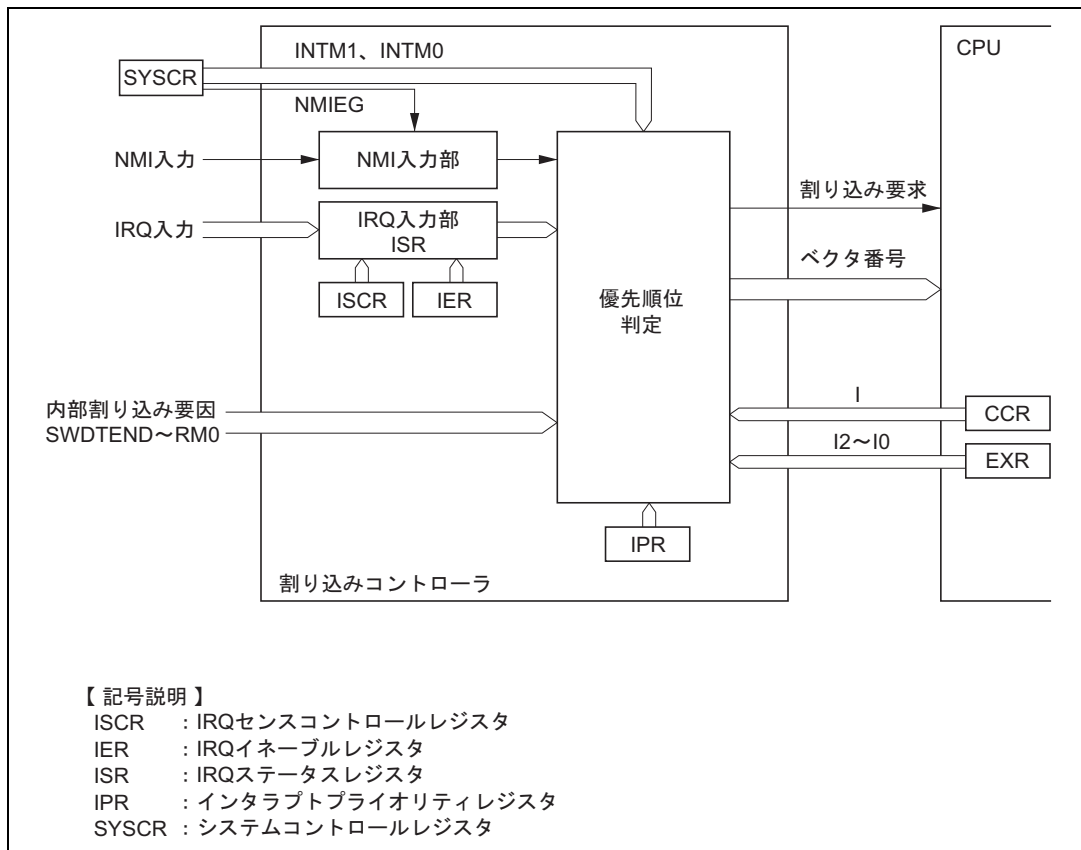 INTM1、INTM0
CPU
SYSCR
NMIEG
NMI入力
NMI入力部
割り込み要求
IRQ入力
IRQ入力部
ISR
ベクタ番号
ISCR
IER
優先順位
判定
内部割り込み要因
SWDTEND～RM0
I
CCR
I2～I0
EXR
IPR
割り込みコントローラ
【 記号説明 】
ISCR : IRQセンスコントロールレジスタ
IER : IRQイネーブルレジスタ
ISR : IRQステータスレジスタ
IPR : インタラプトプライオリティレジスタ
SYSCR : システムコントロールレジスタ